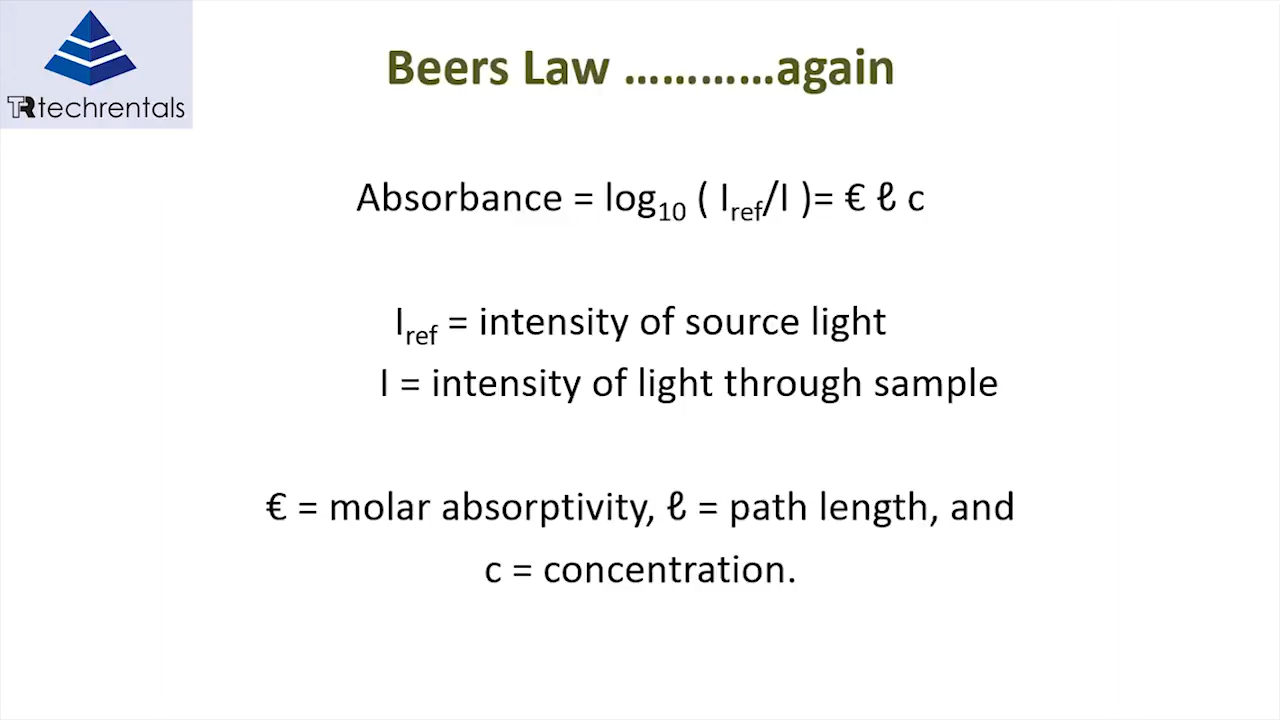 TR techrentals
Beers Law …………again
Absorbance = log10 ( Iref/I )= € ℓ c
Iref = intensity of source light
I = intensity of light through sample
€ = molar absorptivity, ℓ = path length, and
c = concentration.